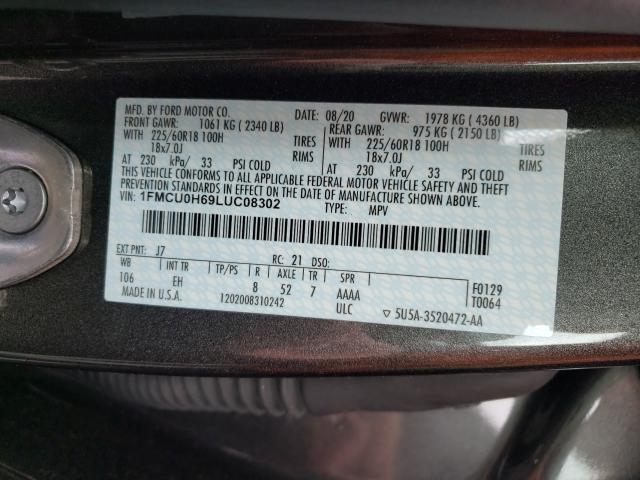 MFD. BY FORD MOTOR CO. 08/20 GVWR: 1978 KG ( 4360 LB)
FRONT GAWR: 1061 KG ( 2340 LB) REAR GAWR: 975 KG ( 2150 LB)
WITH 225/60R18 100H TIRES WITH 225/60R18 100H TIRES
18x7.0J RIMS 18x7.0J RIMS
AT 230 kPa/ 33 PSI COLD AT 230 kPa/ 33 PSI COLD
THIS VEHICLE CONFORMS TO ALL APPLICABLE FEDERAL MOTOR VEHICLE SAFETY AND THEFT
PREVENTION STANDARDS IN EFFECT ON THE DATE OF MANUFACTURE SHOWN ABOVE.
VIN: 1FMCU0H69LUC08302 TYPE: MPV
EXT PNT: J7 RC: 21 DSO: F0129
WB INT TR TP/PS R AXLE TR SPR T0064
106 EH 8 52 7 AAAA
MADE IN U.S.A. 1202008310242 ULC ▽ 5U5A-3520472-AA